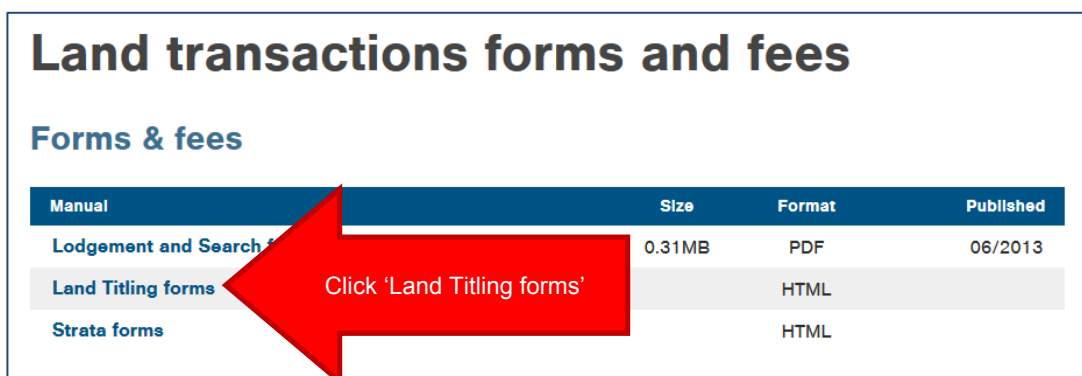 Land transactions forms and fees
Forms & fees
Manual Size Format Published
Lodgement and Search 0.31MB PDF 06/2013
Land Titling forms HTML
Click ‘Land Titling forms’
Strata forms HTML